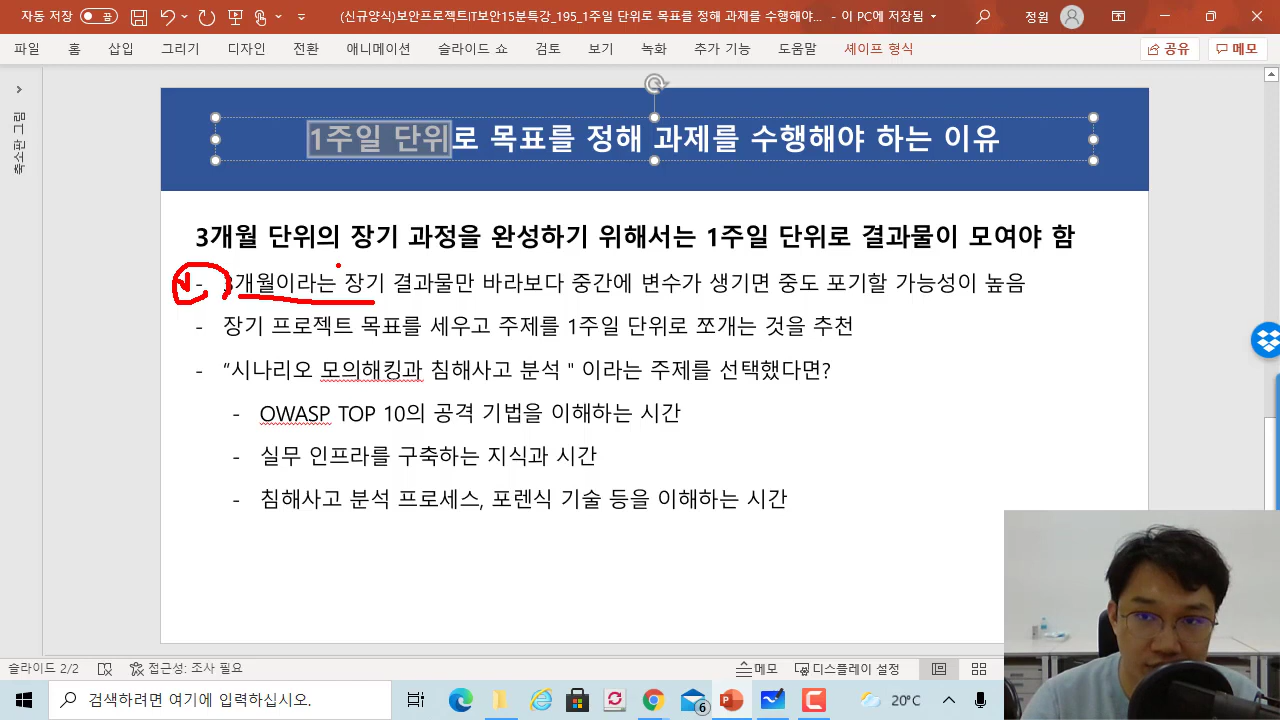 자동 저장 끔 (신규양식)보안프로젝트IT보안15분특강_195_1주일 단위로 목표를 정해 과제를 수행해야... - 이 PC에 저장됨 정원
파일 홈 삽입 그리기 디자인 전환 애니메이션 슬라이드 쇼 검토 보기 녹화 추가 기능 도움말 셰이프 형식 공유 메모
축소판 그림
1주일 단위로 목표를 정해 과제를 수행해야 하는 이유
3개월 단위의 장기 과정을 완성하기 위해서는 1주일 단위로 결과물이 모여야 함
- 3개월이라는 장기 결과물만 바라보다 중간에 변수가 생기면 중도 포기할 가능성이 높음
- 장기 프로젝트 목표를 세우고 주제를 1주일 단위로 쪼개는 것을 추천
- “시나리오 모의해킹과 침해사고 분석 " 이라는 주제를 선택했다면?
- OWASP TOP 10의 공격 기법을 이해하는 시간
- 실무 인프라를 구축하는 지식과 시간
- 침해사고 분석 프로세스, 포렌식 기술 등을 이해하는 시간
슬라이드 2/2 접근성: 조사 필요 메모 디스플레이 설정
검색하려면 여기에 입력하십시오. 6 20°C